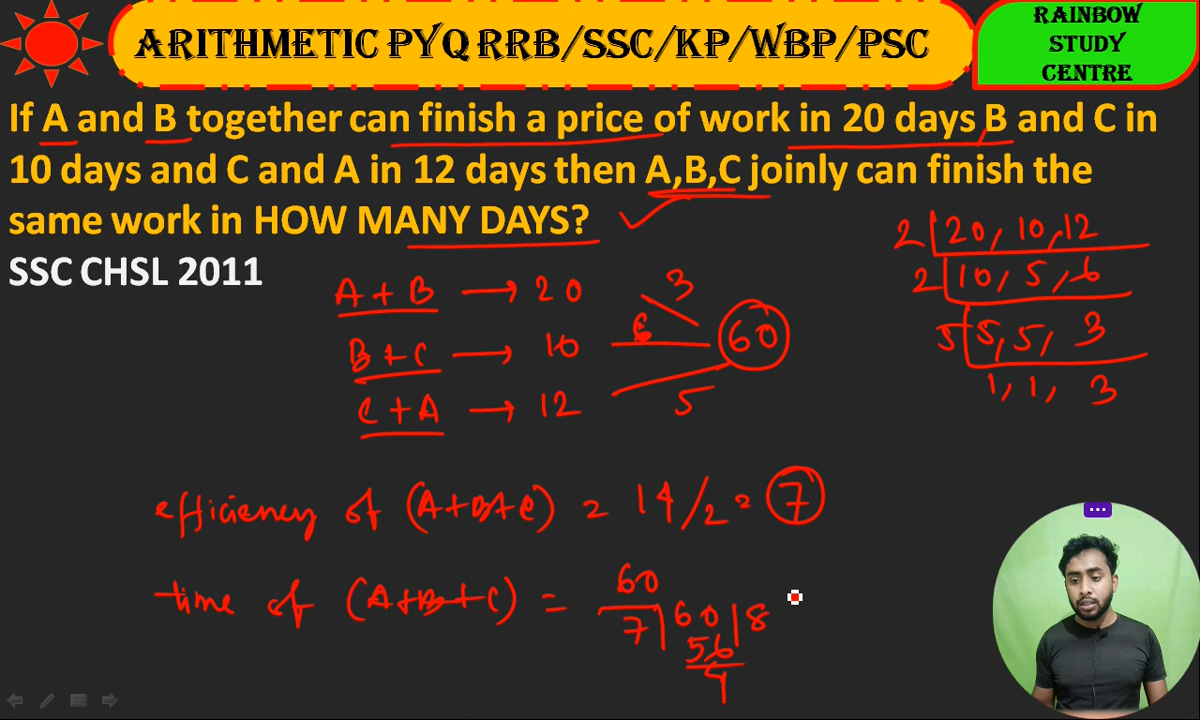 ARITHMETIC PYQ RRB/SSC/KP/WBP/PSC
RAINBOW
STUDY
CENTRE
If A and B together can finish a price of work in 20 days B and C in
10 days and C and A in 12 days then A,B,C joinly can finish the
same work in HOW MANY DAYS?
SSC CHSL 2011
2 | 20, 10, 12
2 | 10, 5, 6
5 | 5, 5, 3
1, 1, 3
A + B → 20 3
B + C → 10 6 60
C + A → 12 5
efficiency of (A+B+C) = 14/2 = 7
time of (A+B+C) = 60
7 | 60 | 8
56
4